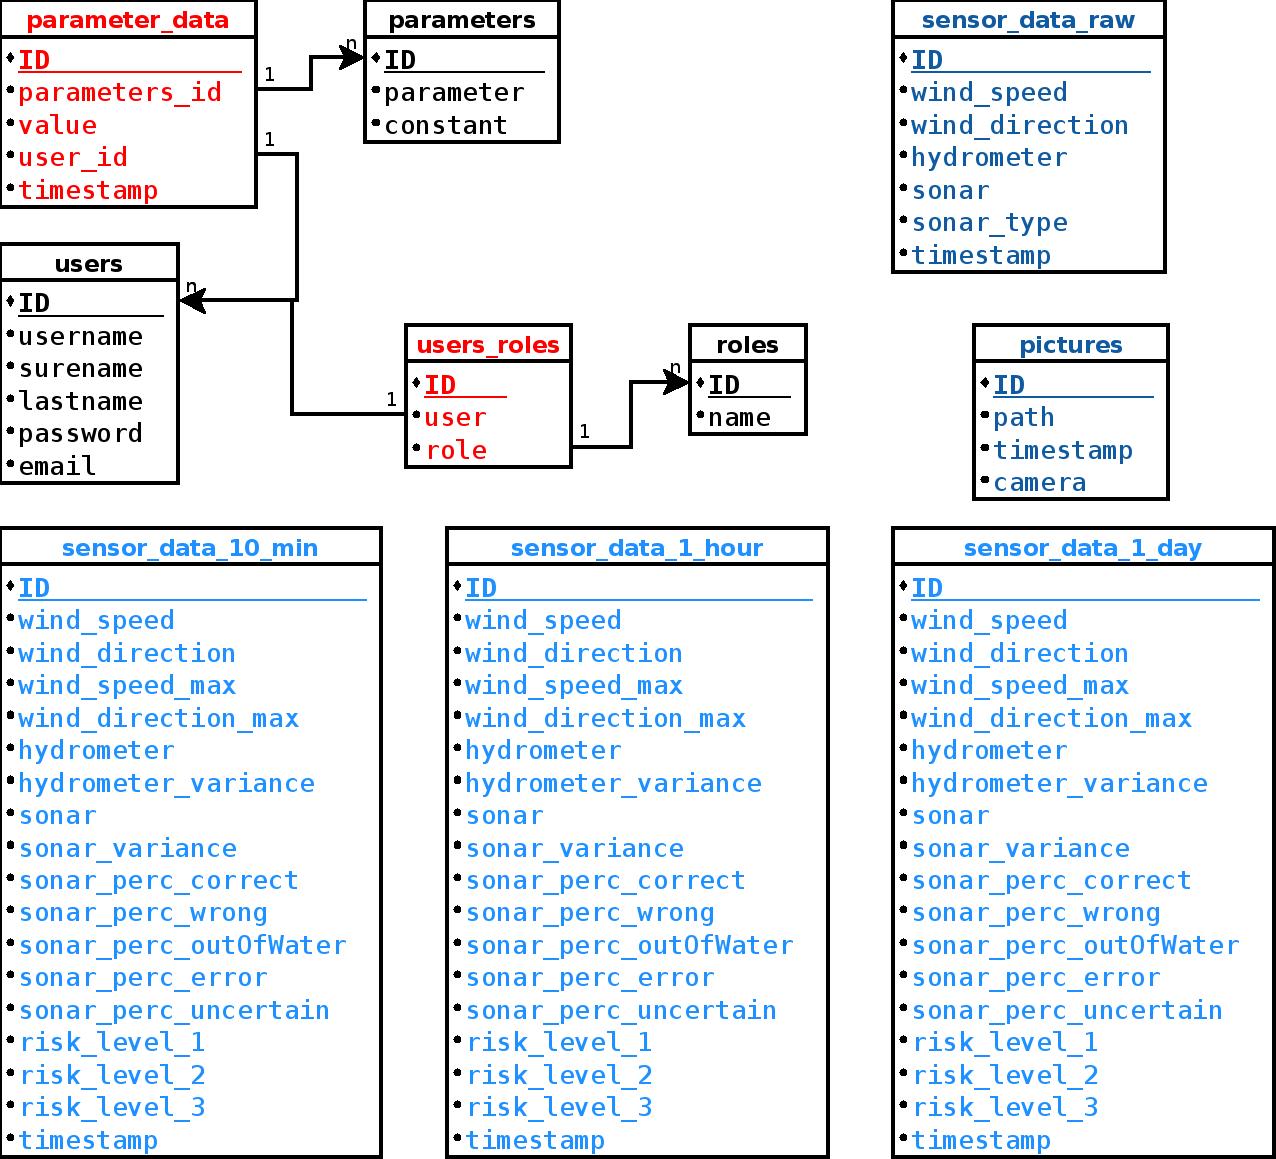 parameter_data
ID
parameters_id
value
user_id
timestamp
1
n
1
parameters
ID
parameter
constant
sensor_data_raw
ID
wind_speed
wind_direction
hydrometer
sonar
sonar_type
timestamp
users
ID
username
surename
lastname
password
email
n
1
users_roles
ID
user
role
1
n
roles
ID
name
pictures
ID
path
timestamp
camera
sensor_data_10_min
ID
wind_speed
wind_direction
wind_speed_max
wind_direction_max
hydrometer
hydrometer_variance
sonar
sonar_variance
sonar_perc_correct
sonar_perc_wrong
sonar_perc_outOfWater
sonar_perc_error
sonar_perc_uncertain
risk_level_1
risk_level_2
risk_level_3
timestamp
sensor_data_1_hour
ID
wind_speed
wind_direction
wind_speed_max
wind_direction_max
hydrometer
hydrometer_variance
sonar
sonar_variance
sonar_perc_correct
sonar_perc_wrong
sonar_perc_outOfWater
sonar_perc_error
sonar_perc_uncertain
risk_level_1
risk_level_2
risk_level_3
timestamp
sensor_data_1_day
ID
wind_speed
wind_direction
wind_speed_max
wind_direction_max
hydrometer
hydrometer_variance
sonar
sonar_variance
sonar_perc_correct
sonar_perc_wrong
sonar_perc_outOfWater
sonar_perc_error
sonar_perc_uncertain
risk_level_1
risk_level_2
risk_level_3
timestamp